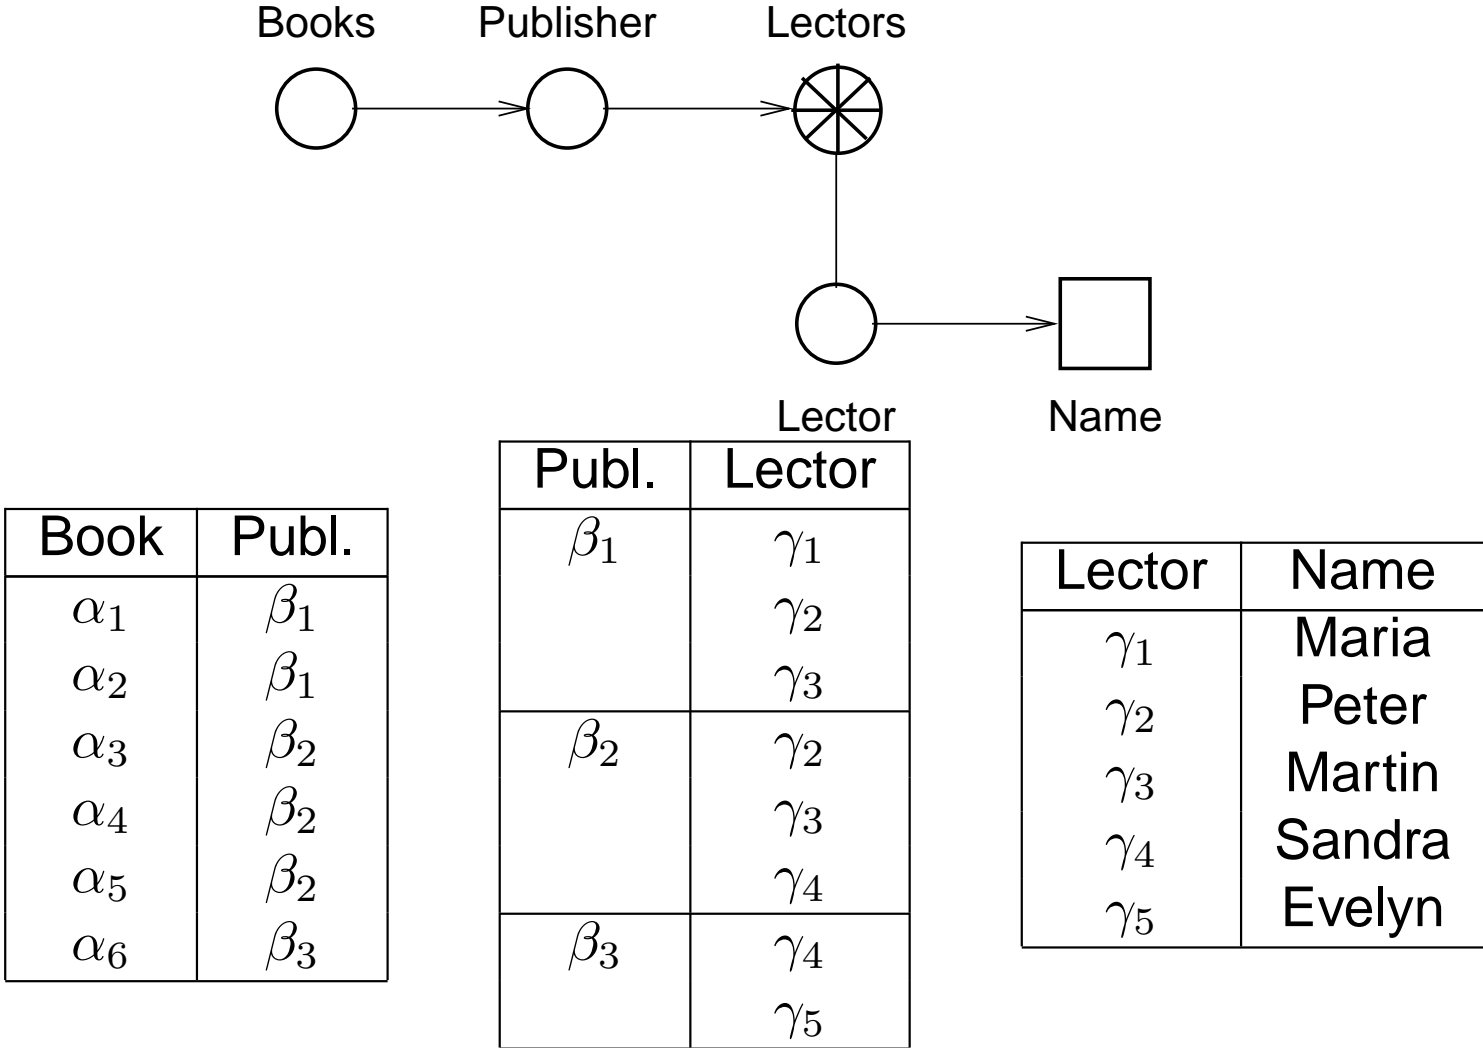 Books Publisher Lectors
Lector Name
Book Publ.
α1 β1
α2 β1
α3 β2
α4 β2
α5 β2
α6 β3
Publ. Lector
β1 γ1
γ2
γ3
β2 γ2
γ3
γ4
β3 γ4
γ5
Lector Name
γ1 Maria
γ2 Peter
γ3 Martin
γ4 Sandra
γ5 Evelyn